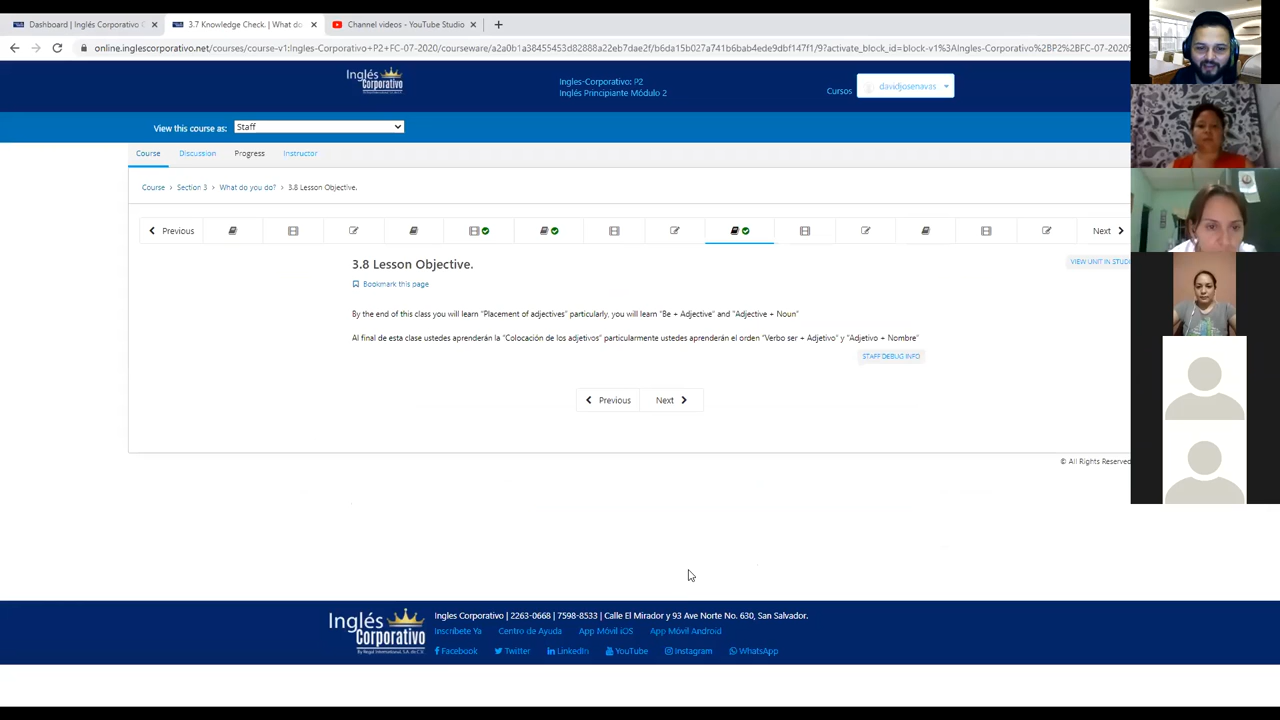 Dashboard | Inglés Corporativo
3.7 Knowledge Check. | What do
Channel videos - YouTube Studio
online.inglescorporativo.net/courses/course-v1:Ingles-Corporativo+P2+FC-07-2020/courseware/a2a0b1a38455453d82888a22eb7dae2f/b6da15b027a741b6bab4ede9dbf147f1/9?activate_block_id=block-v1%3AIngles-Corporativo%2BP2%2BFC-07-2020%
Inglés
Corporativo
Ingles-Corporativo: P2
Inglés Principiante Módulo 2
Cursos
davidjosenavas
View this course as:
Staff
Course
Discussion
Progress
Instructor
Course > Section 3 > What do you do? > 3.8 Lesson Objective.
Previous
Next
3.8 Lesson Objective.
VIEW UNIT IN STUDI
Bookmark this page
By the end of this class you will learn "Placement of adjectives" particularly, you will learn "Be + Adjective" and "Adjective + Noun"
Al final de esta clase ustedes aprenderán la "Colocación de los adjetivos" particularmente ustedes aprenderán el orden "Verbo ser + Adjetivo" y "Adjetivo + Nombre"
STAFF DEBUG INFO
Previous
Next
© All Rights Reserved
Inglés
Corporativo
Ingles Corporativo | 2263-0668 | 7598-8533 | Calle El Mirador y 93 Ave Norte No. 630, San Salvador.
Inscribete Ya
Centro de Ayuda
App Móvil iOS
App Móvil Android
Facebook
Twitter
LinkedIn
YouTube
Instagram
WhatsApp